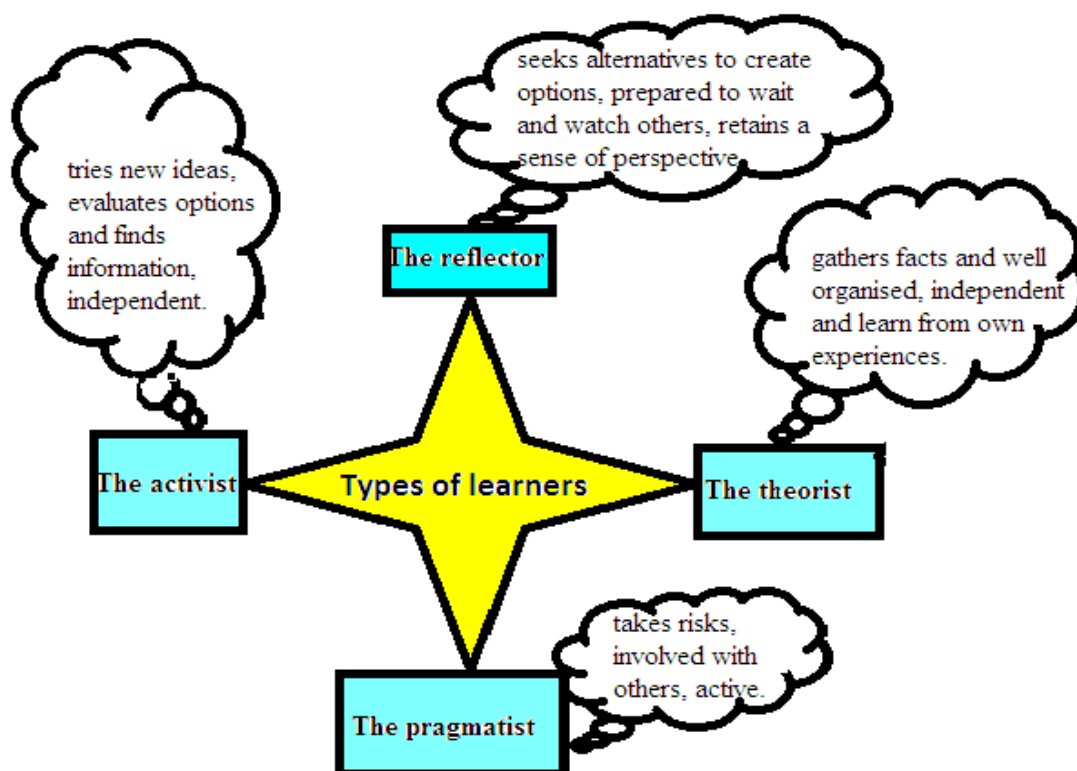 seeks alternatives to create
options, prepared to wait
and watch others, retains a
sense of perspective
tries new ideas,
evaluates options
and finds
information,
independent.
The reflector
gathers facts and well
organised, independent
and learn from own
experiences.
The activist
Types of learners
The theorist
takes risks,
involved with
others, active.
The pragmatist